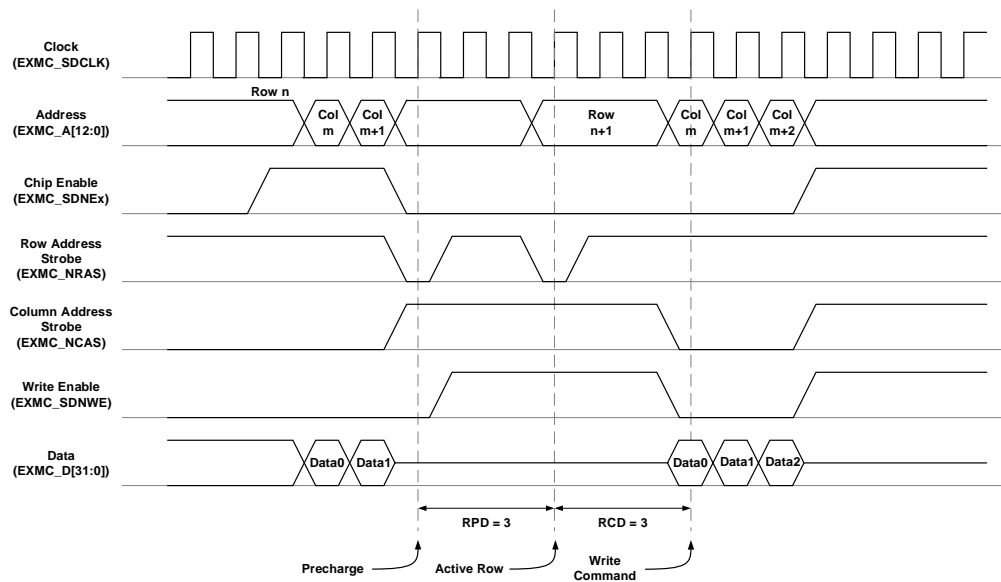 Clock
(EXMC_SDCLK)
Row n
Address
(EXMC_A[12:0])
Col
m
Col
m+1
Row
n+1
Col
m
Col
m+1
Col
m+2
Chip Enable
(EXMC_SDNEx)
Row Address
Strobe
(EXMC_NRAS)
Column Address
Strobe
(EXMC_NCAS)
Write Enable
(EXMC_SDNWE)
Data
(EXMC_D[31:0])
Data0
Data1
Data0
Data1
Data2
RPD = 3
RCD = 3
Precharge
Active Row
Write
Command